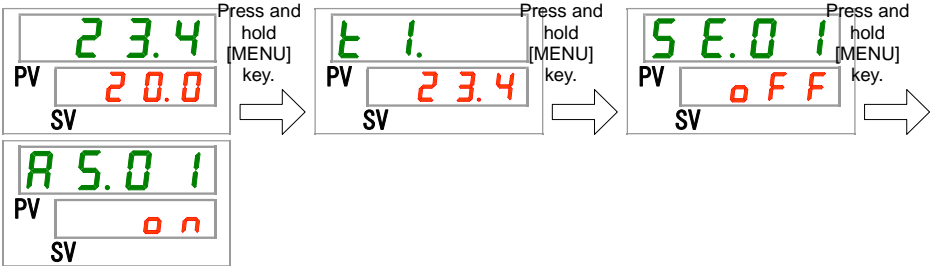 23.4
PV
20.0
SV
Press and
hold
[MENU]
key.
t1.
PV
23.4
SV
Press and
hold
[MENU]
key.
SE.01
PV
oFF
SV
Press and
hold
[MENU]
key.
AS.01
PV
on
SV